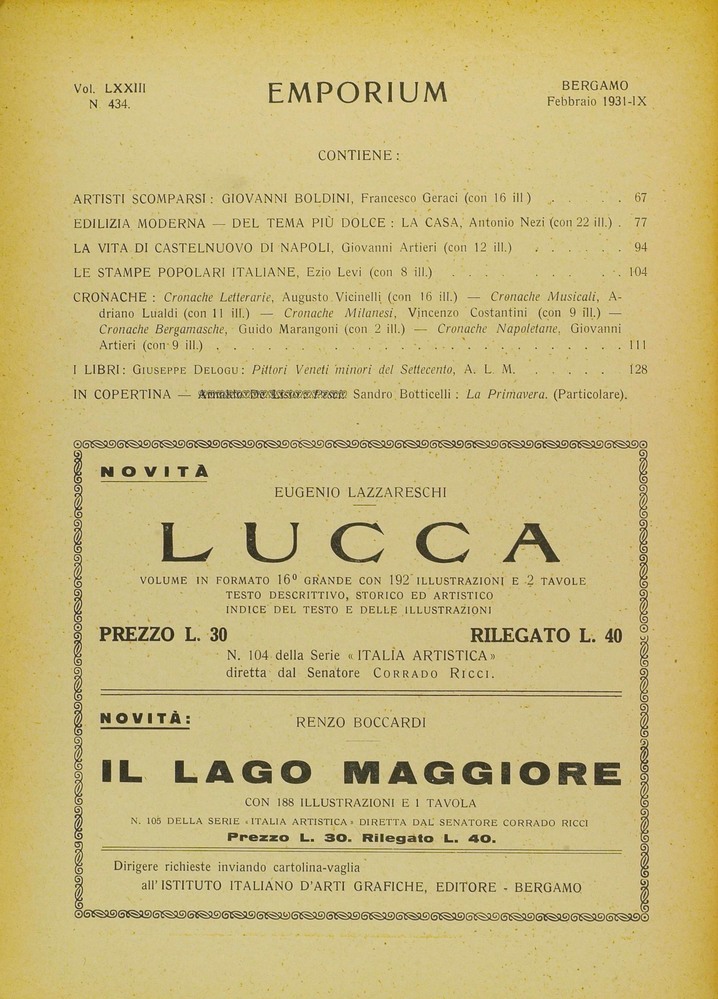 Vol. LXXIII
N 434.
EMPORIUM
BERGAMO
Febbraio 1931-IX
CONTIENE :
ARTISTI SCOMPARSI : GIOVANNI BOLDINI, Francesco Geraci (con 16 ill) . . . . 67
EDILIZIA MODERNA — DEL TEMA PIÙ DOLCE : LA CASA, Antonio Nezi (con 22 ill.) . 77
LA VITA DI CASTELNUOVO DI NAPOLI, Giovanni Artieri (con 12 ill.) . . . . . . 94
LE STAMPE POPOLARI ITALIANE, Ezio Levi (con 8 ill.) . . . . . . . . . . 104
CRONACHE : Cronache Letterarie, Augusto Vicinelli (con 16 ill.) — Cronache Musicali, A-
driano Lualdi (con 11 ill.) — Cronache Milanesi, Vincenzo Costantini (con 9 ill.) —
Cronache Bergamasche, Guido Marangoni (con 2 ill.) — Cronache Napoletane, Giovanni
Artieri (con 9 ill.) . . . . . . . . . . . . . . . . . . . 111
I LIBRI : GIUSEPPE DELOGU : Pittori Veneti minori del Settecento, A. L. M. . . . . . 128
IN COPERTINA — Sandro Botticelli : La Primavera. (Particolare).
NOVITÀ
EUGENIO LAZZARESCHI
LUCCA
VOLUME IN FORMATO 16º GRANDE CON 192 ILLUSTRAZIONI E 2 TAVOLE
TESTO DESCRITTIVO, STORICO ED ARTISTICO
INDICE DEL TESTO E DELLE ILLUSTRAZIONI
PREZZO L. 30 RILEGATO L. 40
N. 104 della Serie « ITALIA ARTISTICA »
diretta dal Senatore CORRADO RICCI.
NOVITÀ:
RENZO BOCCARDI
IL LAGO MAGGIORE
CON 188 ILLUSTRAZIONI E 1 TAVOLA
N. 105 DELLA SERIE « ITALIA ARTISTICA » DIRETTA DAL SENATORE CORRADO RICCI
Prezzo L. 30. Rilegato L. 40.
Dirigere richieste inviando cartolina-vaglia
all' ISTITUTO ITALIANO D'ARTI GRAFICHE, EDITORE - BERGAMO